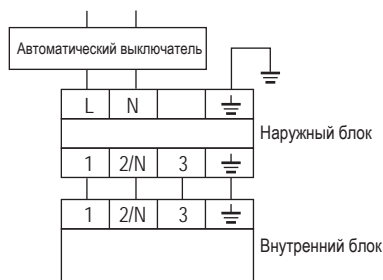 L N
Автоматический выключатель
L N
Наружный блок
1 2/N 3
1 2/N 3
Внутренний блок